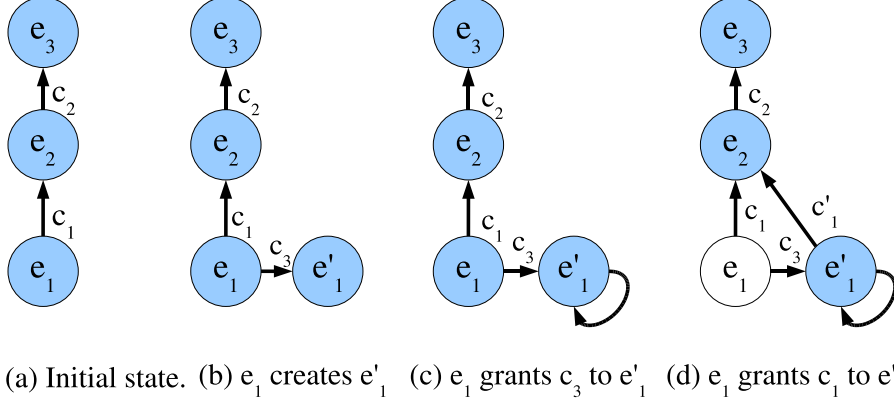 e₃ e₃ e₃ e₃
c₂ c₂ c₂ c₂
e₂ e₂ e₂ e₂
c₁ c₁ c₁ c₁ c'₁
c₃ c₃ c₃
e₁ e₁ e'₁ e₁ e'₁ e₁ e'₁
(a) Initial state. (b) e₁ creates e'₁ (c) e₁ grants c₃ to e'₁ (d) e₁ grants c₁ to e'